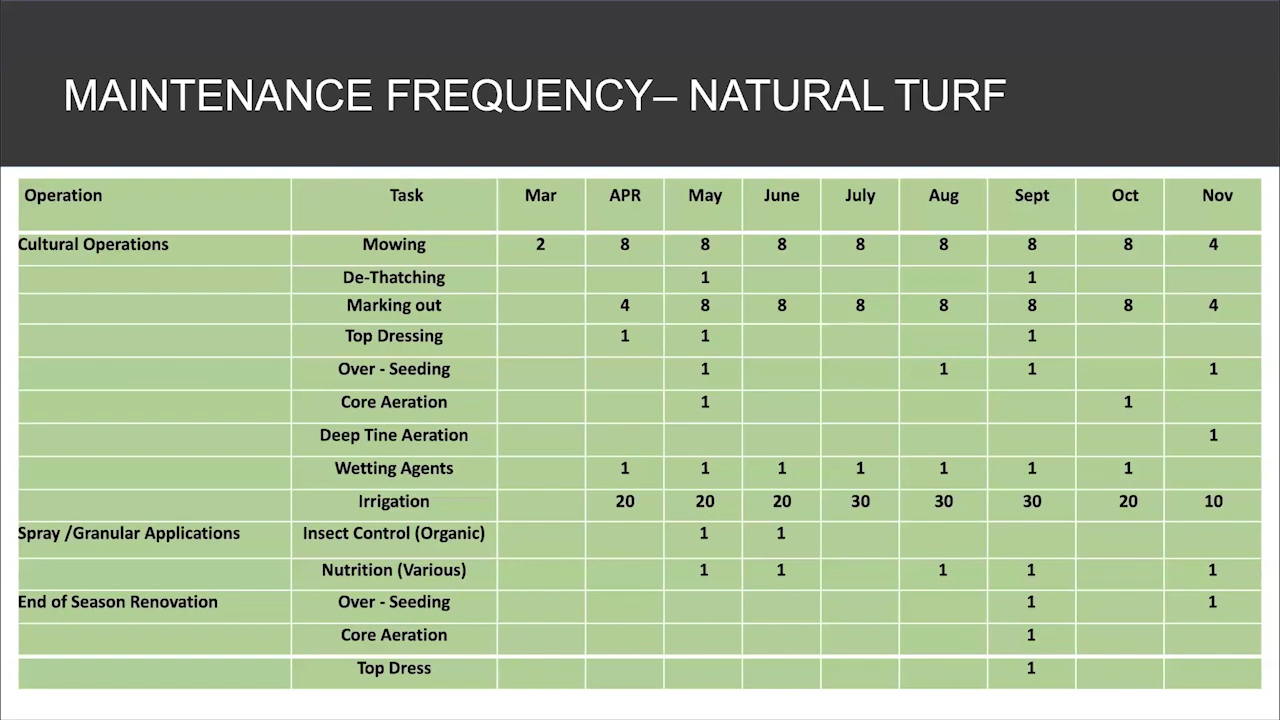 MAINTENANCE FREQUENCY– NATURAL TURF
Operation Task Mar APR May June July Aug Sept Oct Nov
Cultural Operations Mowing 2 8 8 8 8 8 8 8 4
De-Thatching 1 1
Marking out 4 8 8 8 8 8 8 4
Top Dressing 1 1 1
Over - Seeding 1 1 1 1
Core Aeration 1 1
Deep Tine Aeration 1
Wetting Agents 1 1 1 1 1 1 1
Irrigation 20 20 20 30 30 30 20 10
Spray /Granular Applications Insect Control (Organic) 1 1
Nutrition (Various) 1 1 1 1 1
End of Season Renovation Over - Seeding 1 1
Core Aeration 1
Top Dress 1